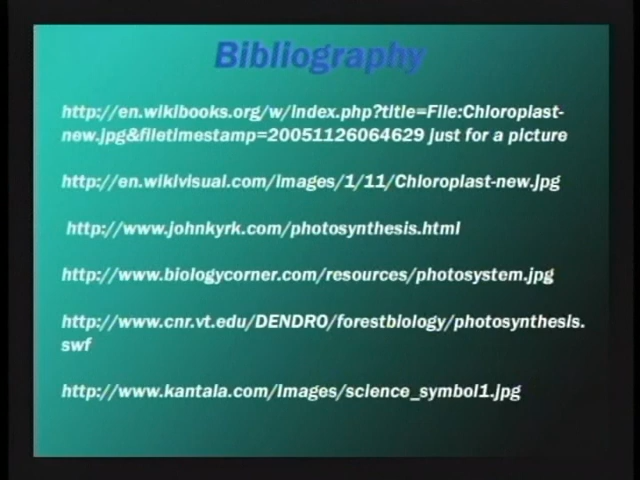 Bibliography
http://en.wikibooks.org/w/index.php?title=File:Chloroplast-
new.jpg&filetimestamp=20051126064629 just for a picture
http://en.wikivisual.com/images/1/11/Chloroplast-new.jpg
http://www.johnkyrk.com/photosynthesis.html
http://www.biologycorner.com/resources/photosystem.jpg
http://www.cnr.vt.edu/DENDRO/forestbiology/photosynthesis.
swf
http://www.kantala.com/Images/science_symbol1.jpg